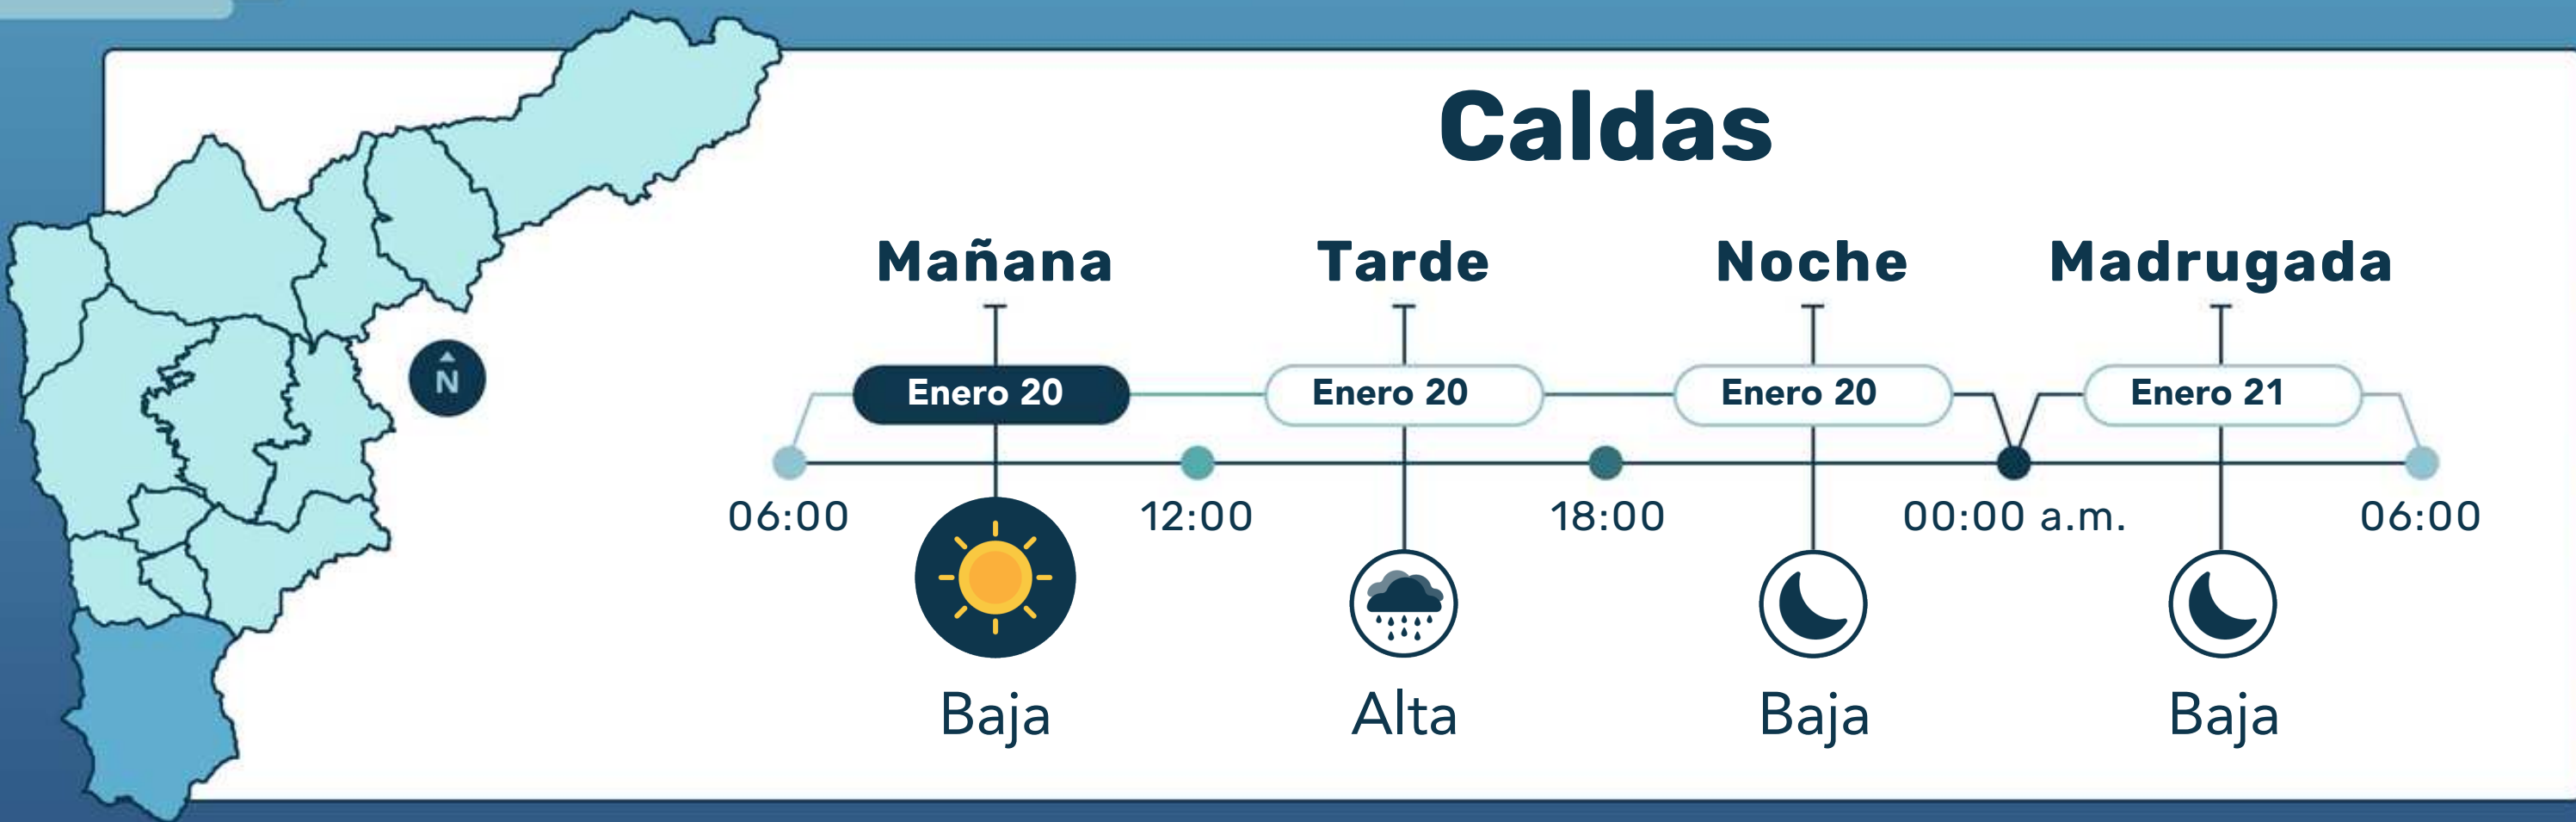 Caldas
Mañana Tarde Noche Madrugada
N
Enero 20 Enero 20 Enero 20 Enero 21
06:00 12:00 18:00 00:00 a.m. 06:00
Baja Alta Baja Baja